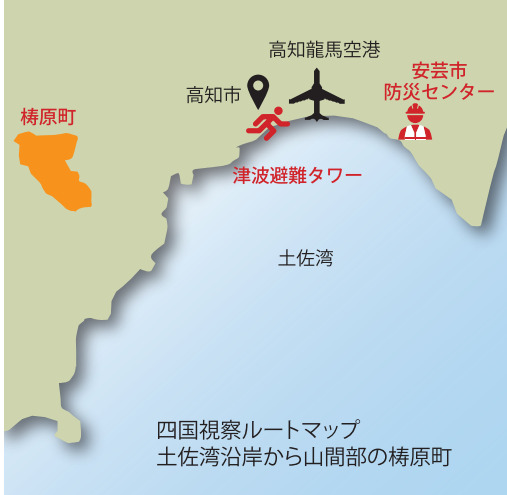 高知龍馬空港
安芸市
防災センター
高知市
梼原町
津波避難タワー
土佐湾
四国視察ルートマップ
土佐湾沿岸から山間部の梼原町